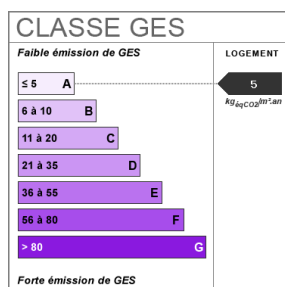 CLASSE GES
Faible émission de GES
LOGEMENT
≤ 5 A
5
kgéqCO2/m².an
6 à 10 B
11 à 20 C
21 à 35 D
36 à 55 E
56 à 80 F
> 80 G
Forte émission de GES